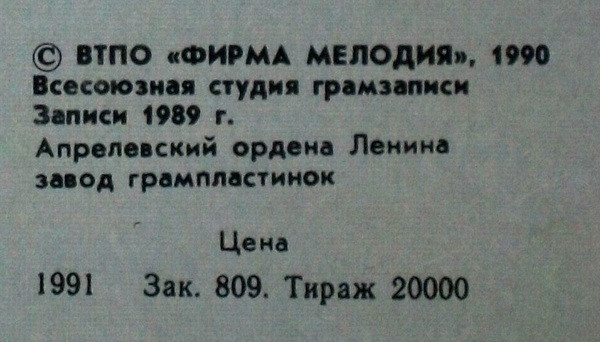 © ВТПО «ФИРМА МЕЛОДИЯ», 1990
Всесоюзная студия грамзаписи
Записи 1989 г.
Апрелевский ордена Ленина
завод грампластинок
Цена
1991 Зак. 809. Тираж 20000